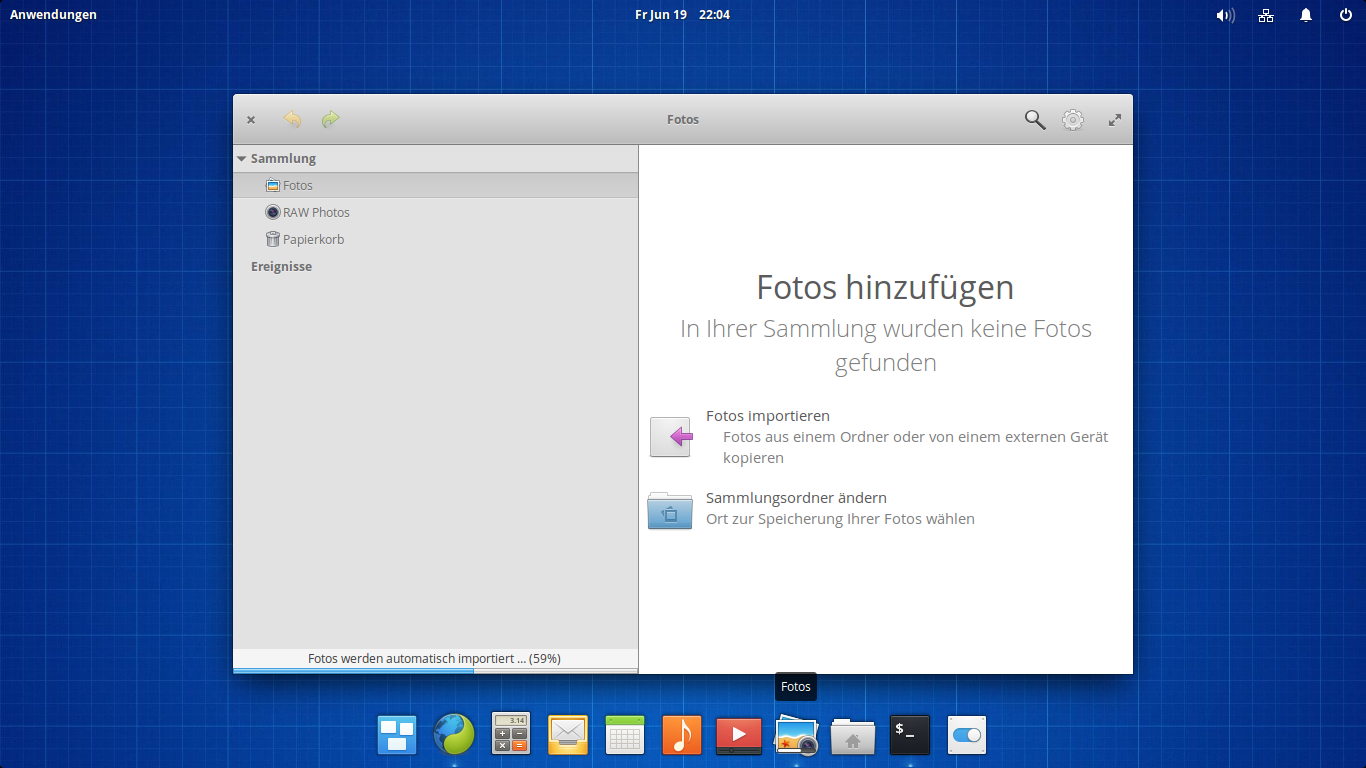 Anwendungen
Fr Jun 19 22:04
Fotos
Sammlung
Fotos
RAW Photos
Papierkorb
Ereignisse
Fotos werden automatisch importiert ... (59%)
Fotos hinzufügen
In Ihrer Sammlung wurden keine Fotos
gefunden
Fotos importieren
Fotos aus einem Ordner oder von einem externen Gerät
kopieren
Sammlungsordner ändern
Ort zur Speicherung Ihrer Fotos wählen
Fotos
3.14
$_